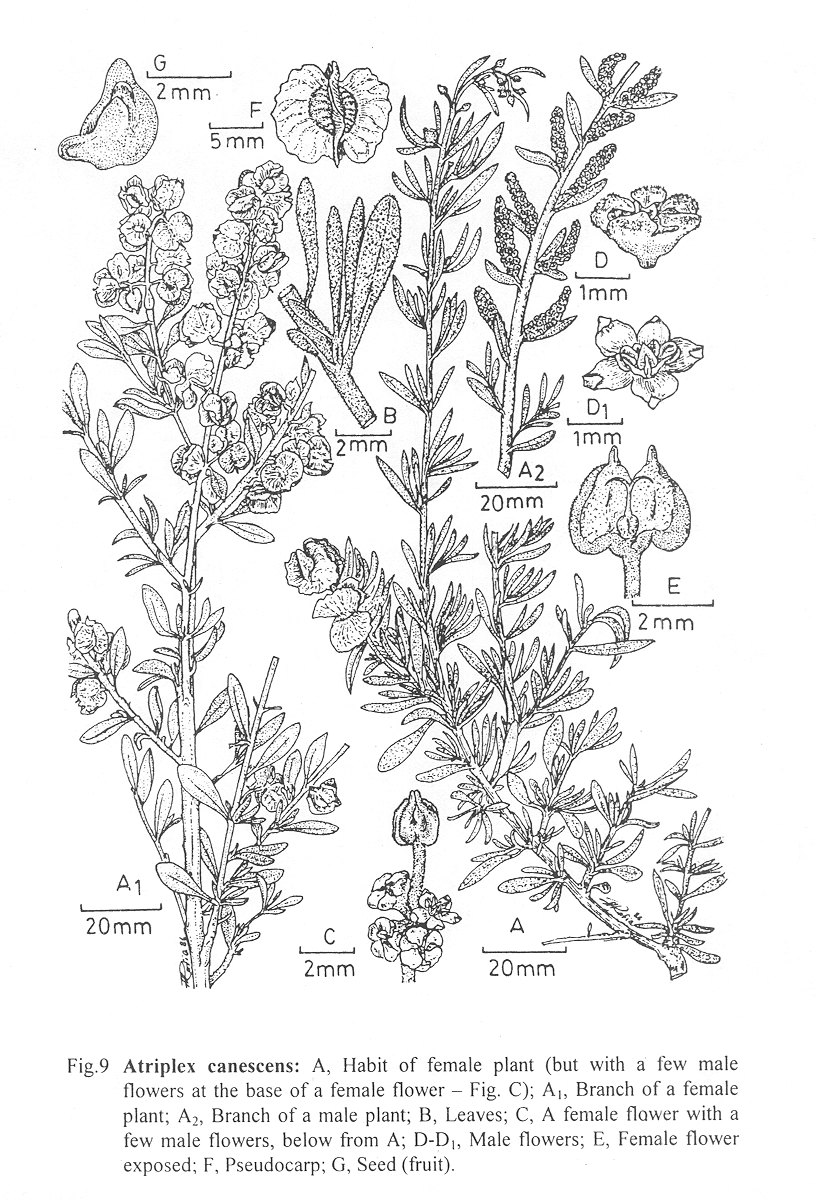 G
2mm
F
5mm
D
1mm
B
2mm
D1
1mm
A2
20mm
E
2mm
A1
20mm
C
2mm
A
20mm
Fig.9 Atriplex canescens: A, Habit of female plant (but with a few male
flowers at the base of a female flower – Fig. C); A₁, Branch of a female
plant; A₂, Branch of a male plant; B, Leaves; C, A female flower with a
few male flowers, below from A; D-D₁, Male flowers; E, Female flower
exposed; F, Pseudocarp; G, Seed (fruit).